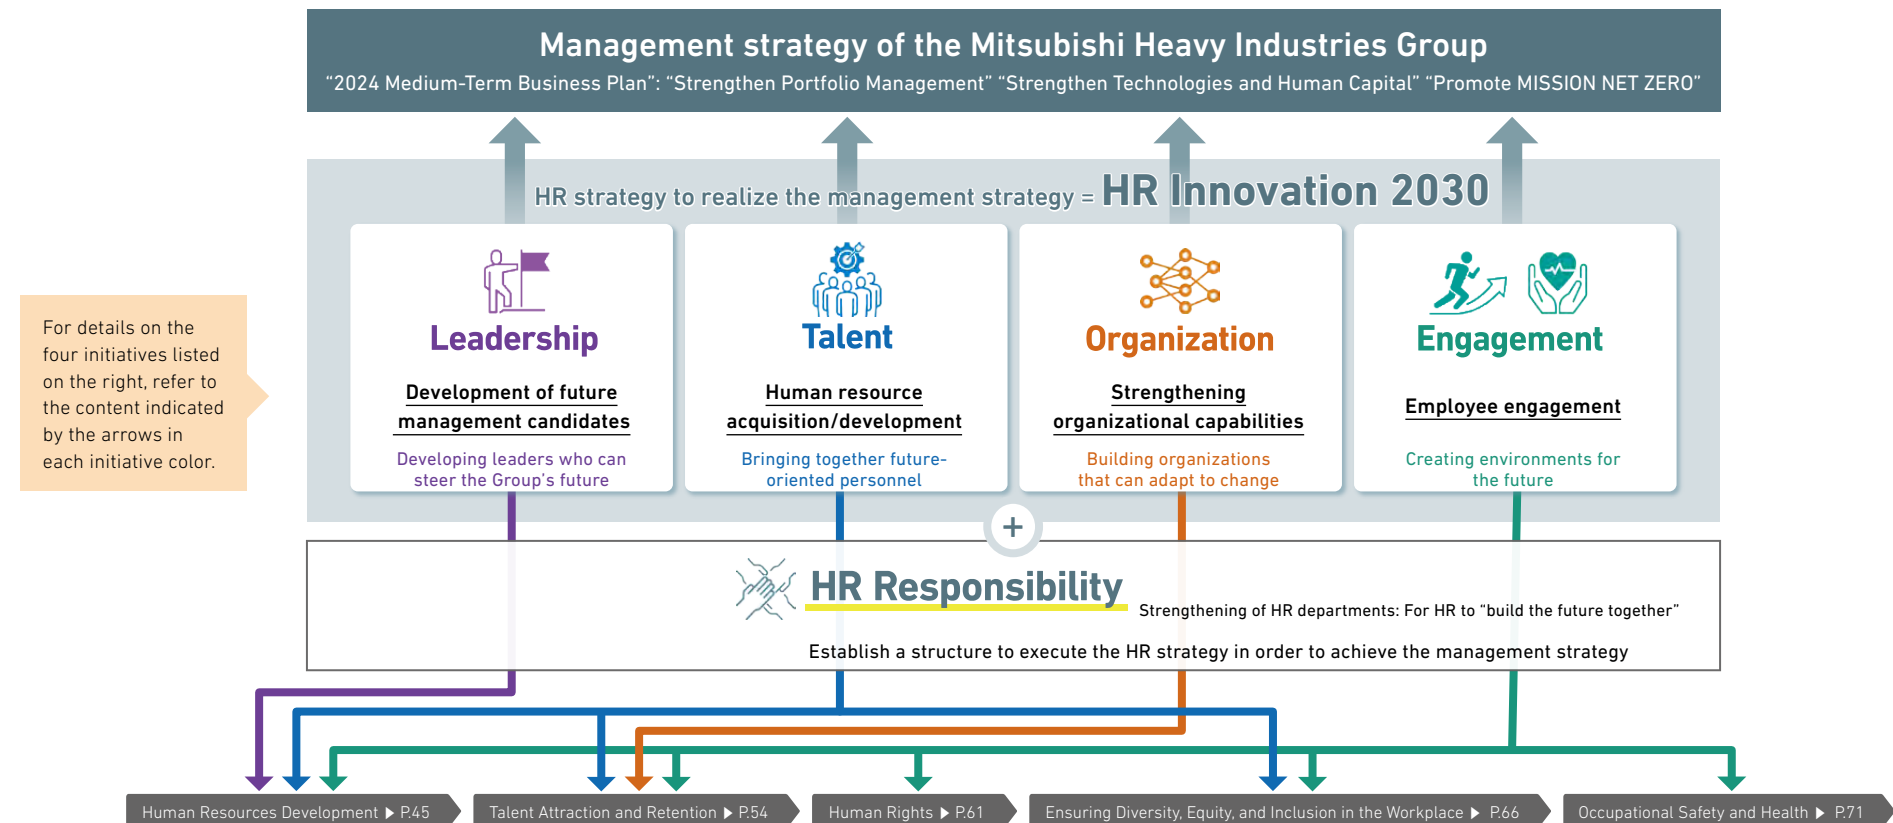 Management strategy of the Mitsubishi Heavy Industries Group
“2024 Medium-Term Business Plan”: “Strengthen Portfolio Management” “Strengthen Technologies and Human Capital” “Promote MISSION NET ZERO”
HR strategy to realize the management strategy = HR Innovation 2030
For details on the
four initiatives listed
on the right, refer to
the content indicated
by the arrows in
each initiative color.
Leadership
Development of future
management candidates
Developing leaders who can
steer the Group’s future
Talent
Human resource
acquisition/development
Bringing together future-
oriented personnel
Organization
Strengthening
organizational capabilities
Building organizations
that can adapt to change
Engagement
Employee engagement
Creating environments for
the future
+
HR Responsibility
Strengthening of HR departments: For HR to “build the future together”
Establish a structure to execute the HR strategy in order to achieve the management strategy
Human Resources Development ▶ P.45
Talent Attraction and Retention ▶ P.54
Human Rights ▶ P.61
Ensuring Diversity, Equity, and Inclusion in the Workplace ▶ P.66
Occupational Safety and Health ▶ P.71